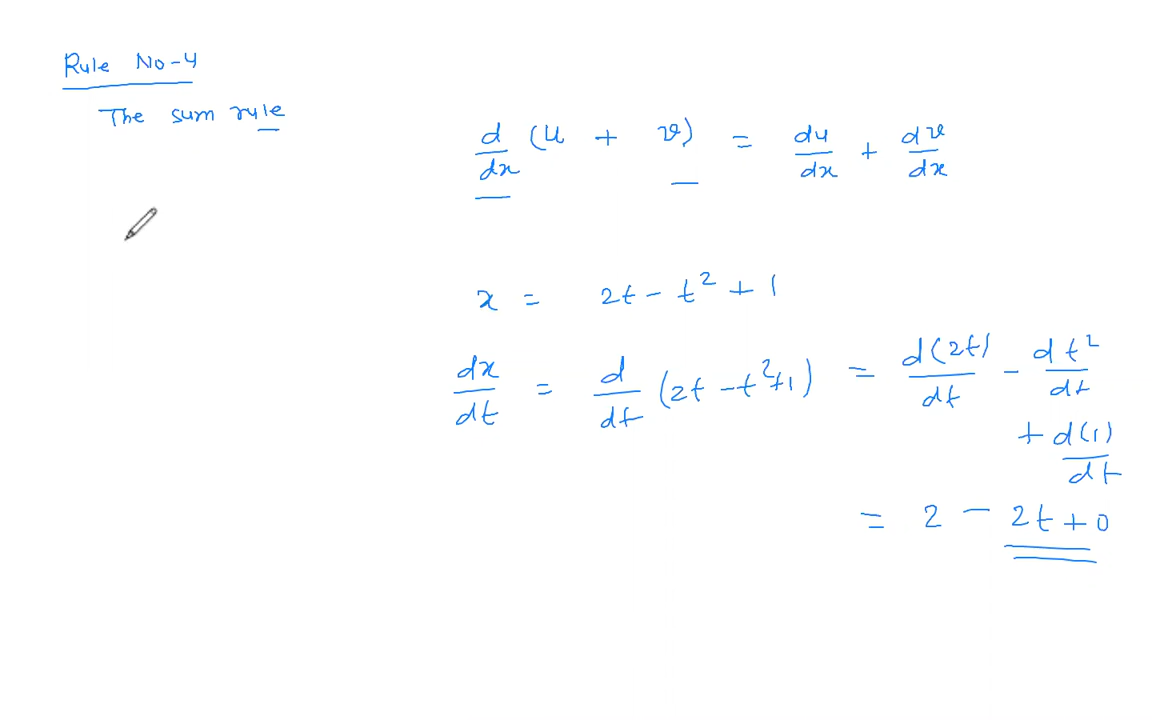 Rule No-4
The sum rule
d/dx (u + v) = du/dx + dv/dx
x = 2t - t² + 1
dx/dt = d/dt (2t - t² + 1) = d(2t)/dt - dt²/dt
+ d(1)/dt
= 2 - 2t + 0